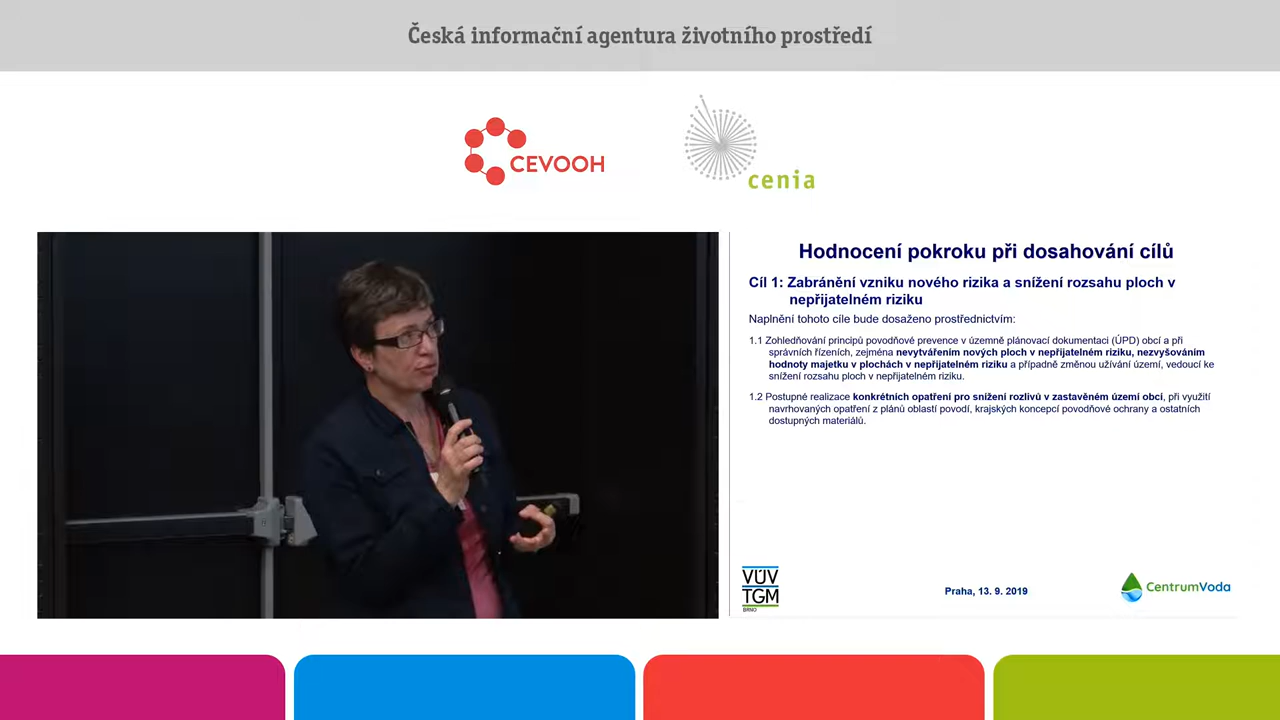 Česká informační agentura životního prostředí
CEVOOH
cenia
Hodnocení pokroku při dosahování cílů
Cíl 1: Zabránění vzniku nového rizika a snížení rozsahu ploch v
nepřijatelném riziku
Naplnění tohoto cíle bude dosaženo prostřednictvím:
1.1 Zohledňování principů povodňové prevence v územně plánovací dokumentaci (ÚPD) obcí a při
správních řízeních, zejména nevytvářením nových ploch v nepřijatelném riziku, nezvyšováním
hodnoty majetku v plochách v nepřijatelném riziku a případně změnou užívání území, vedoucí ke
snížení rozsahu ploch v nepřijatelném riziku.
1.2 Postupné realizace konkrétních opatření pro snížení rozlivů v zastavěném území obcí, při využití
navrhovaných opatření z plánů oblastí povodí, krajských koncepcí povodňové ochrany a ostatních
dostupných materiálů.
VÚV
TGM
BRNO
Praha, 13. 9. 2019
CentrumVoda